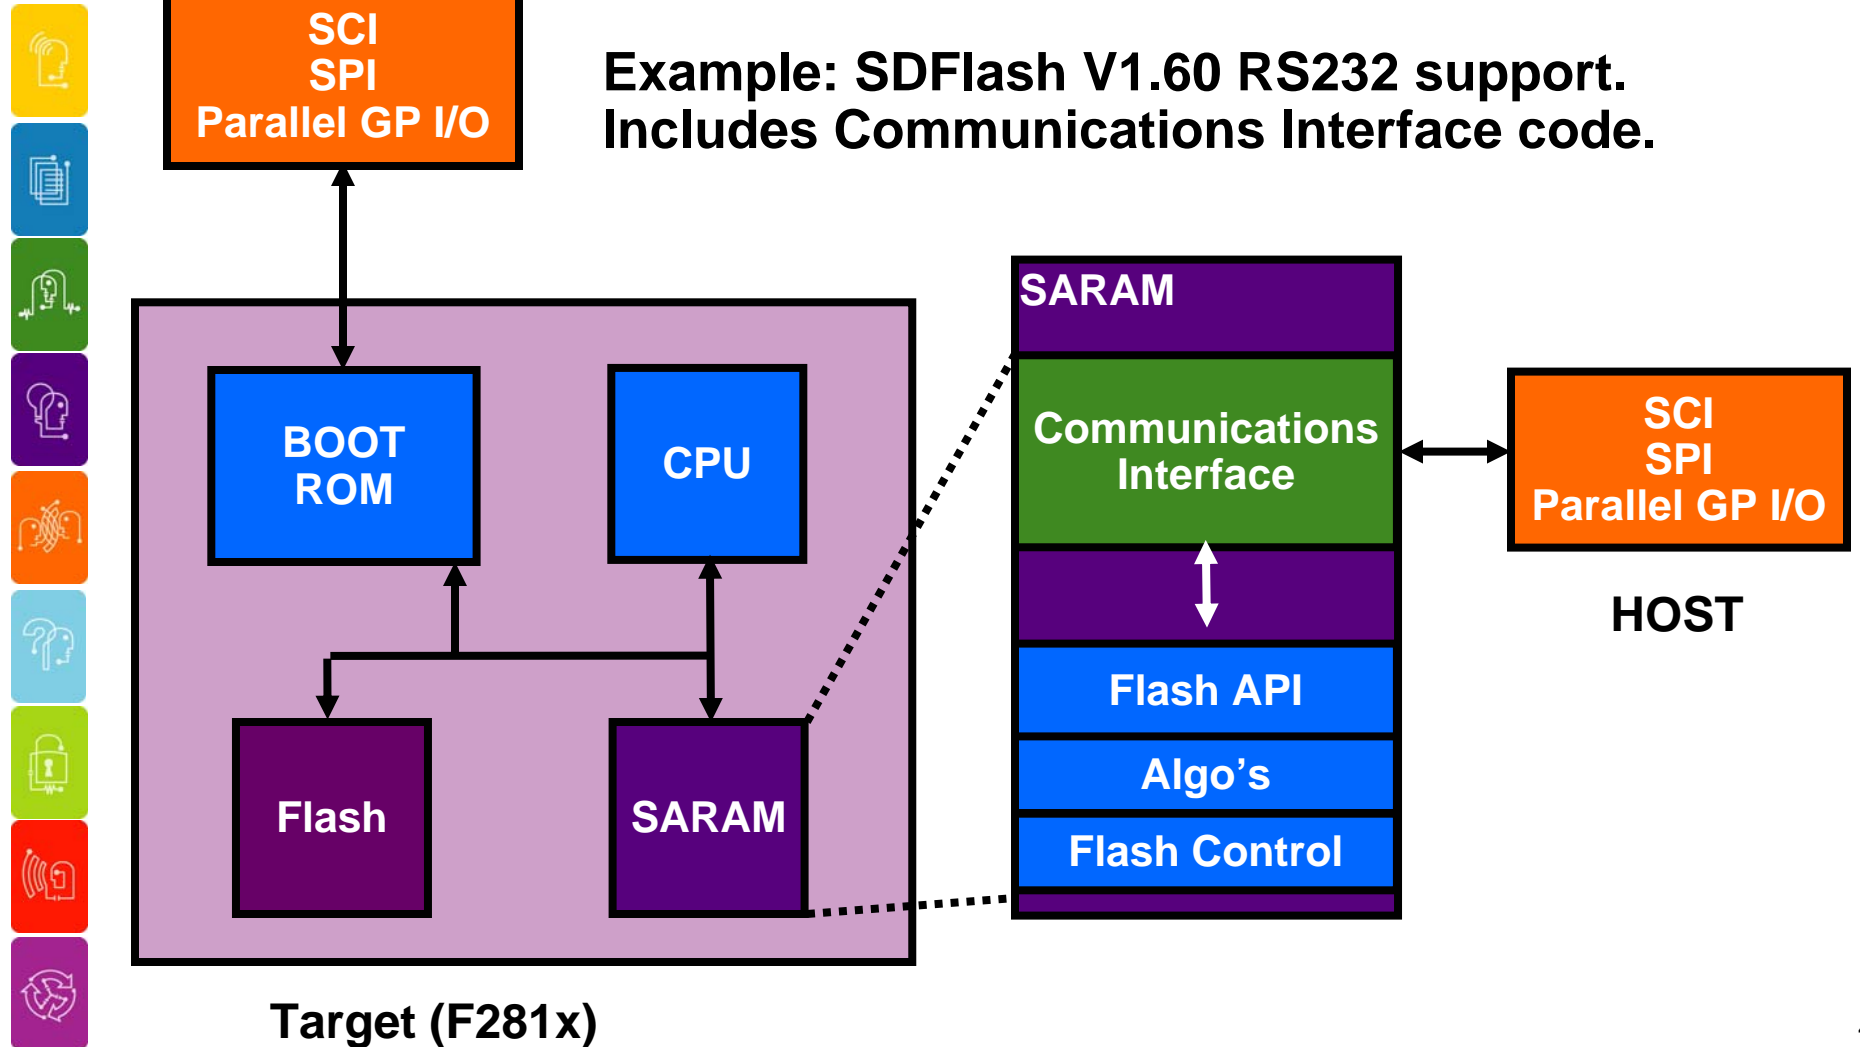 SCI
SPI
Parallel GP I/O
Example: SDFlash V1.60 RS232 support.
Includes Communications Interface code.
BOOT
ROM
CPU
Flash
SARAM
Target (F281x)
SARAM
Communications
Interface
Flash API
Algo's
Flash Control
SCI
SPI
Parallel GP I/O
HOST